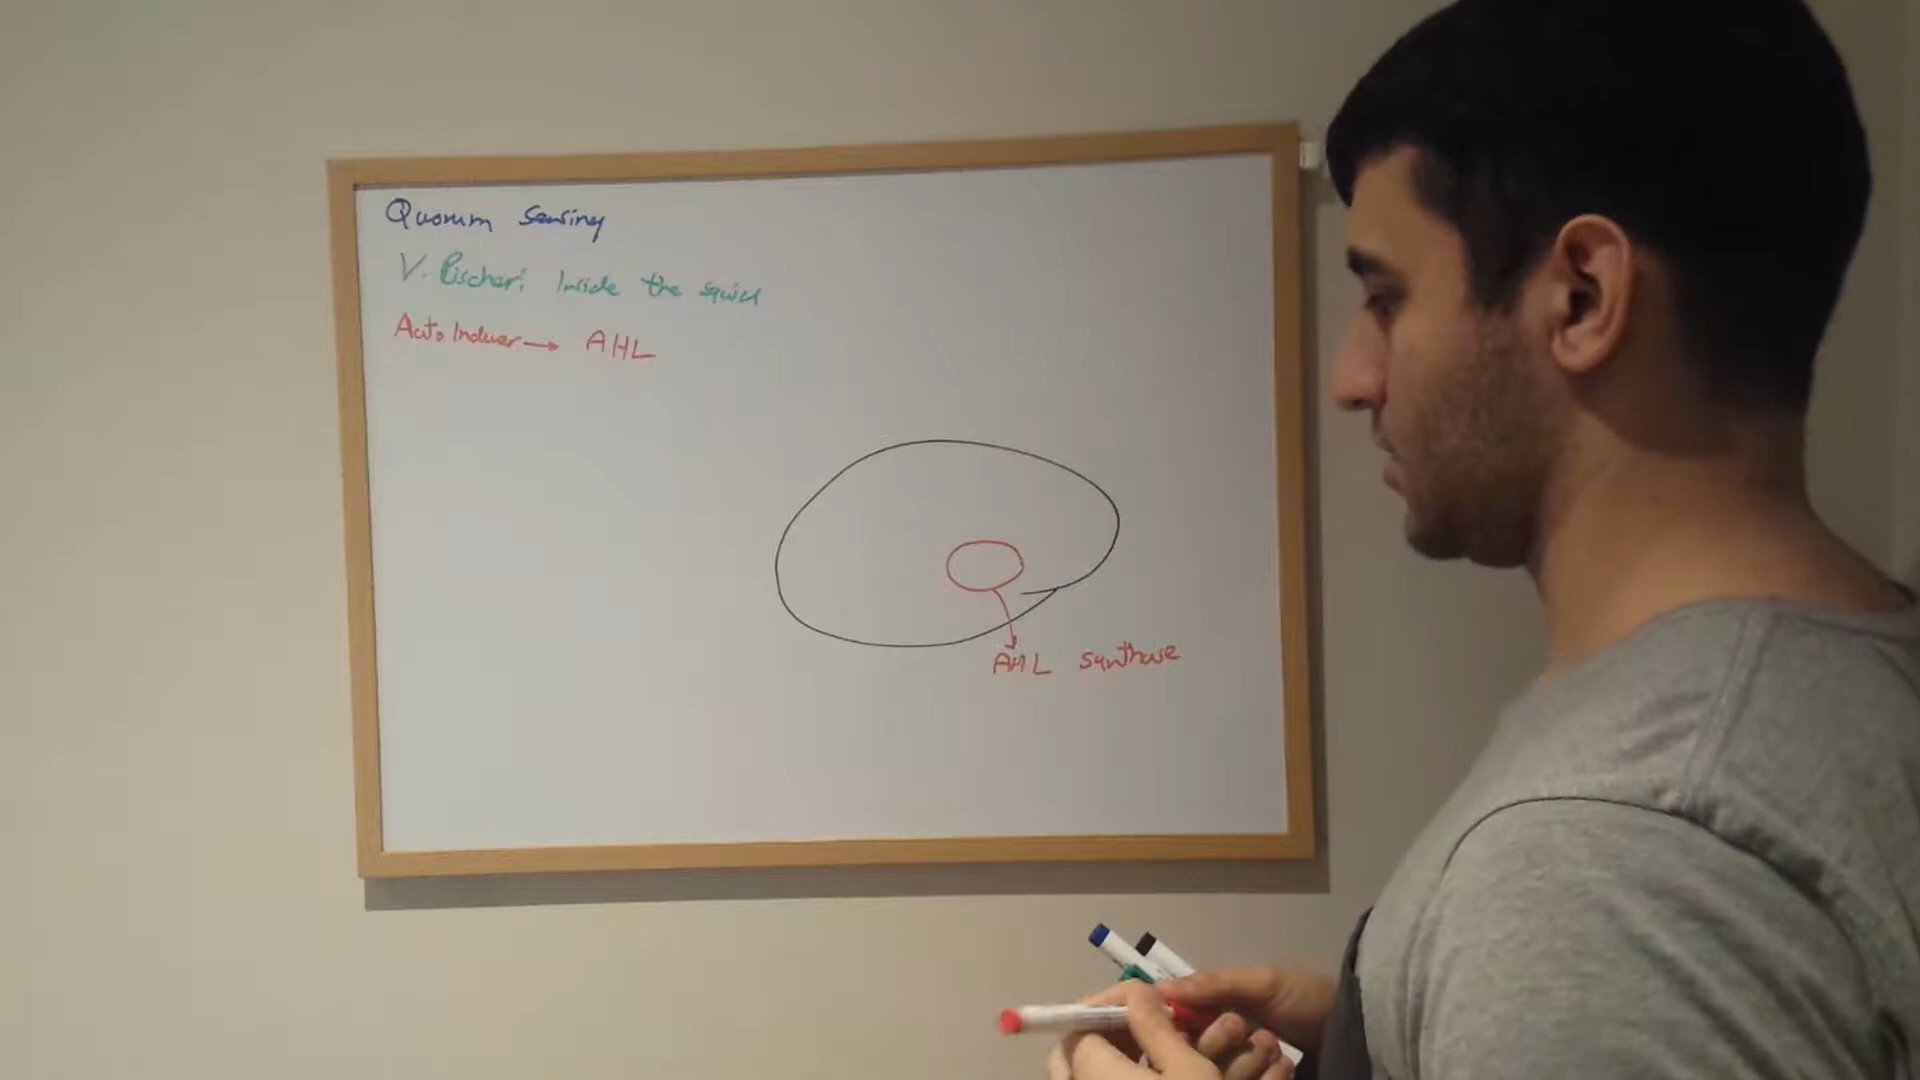 Quorum Sensing
V. Fischeri Inside the squid
Auto Inducer → AHL
AHL synthase